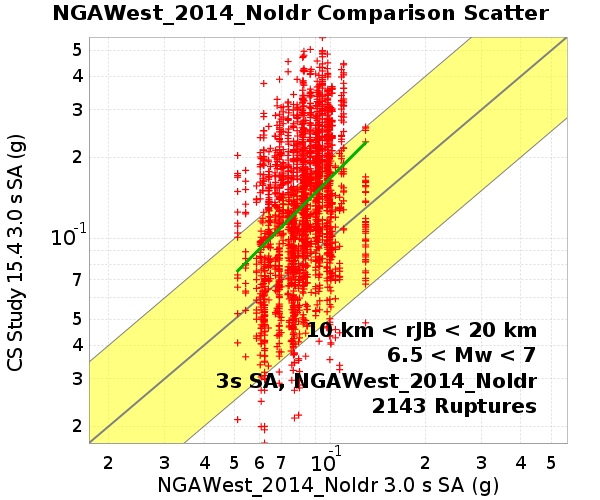 NGAWest_2014_NoIdr Comparison Scatter
CS Study 15.4 3.0 s SA (g)
5
4
3
2
10⁻¹
7
5
4
3
2
10 km < rJB < 20 km
6.5 < Mw < 7
3s SA, NGAWest_2014_NoIdr
2143 Ruptures
2 3 4 5 6 7 10⁻¹ 2 3 4 5
NGAWest_2014_NoIdr 3.0 s SA (g)